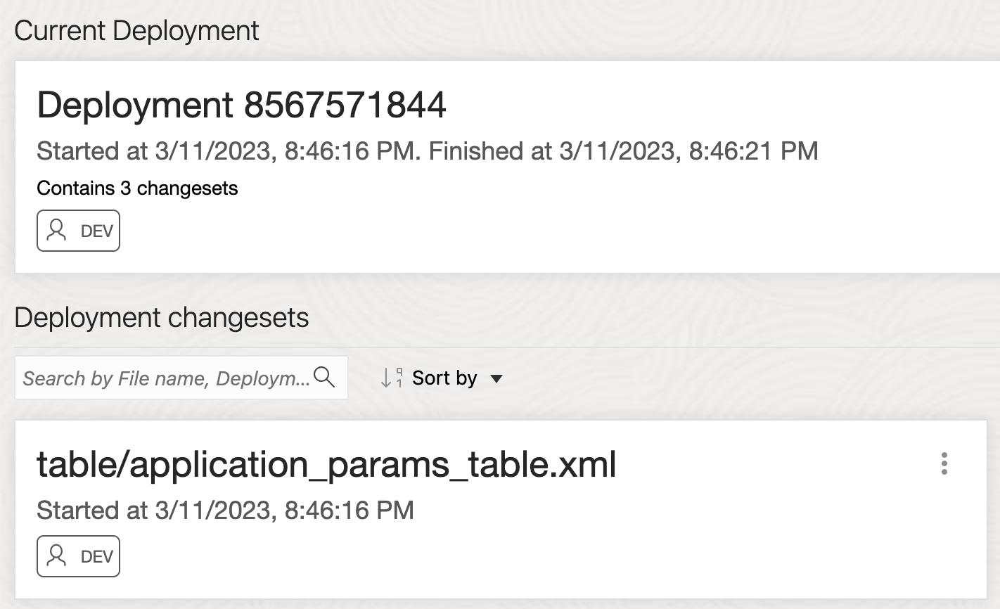 Current Deployment
Deployment 8567571844
Started at 3/11/2023, 8:46:16 PM. Finished at 3/11/2023, 8:46:21 PM
Contains 3 changesets
DEV
Deployment changesets
Search by File name, Deploym...
Sort by
table/application_params_table.xml
Started at 3/11/2023, 8:46:16 PM
DEV